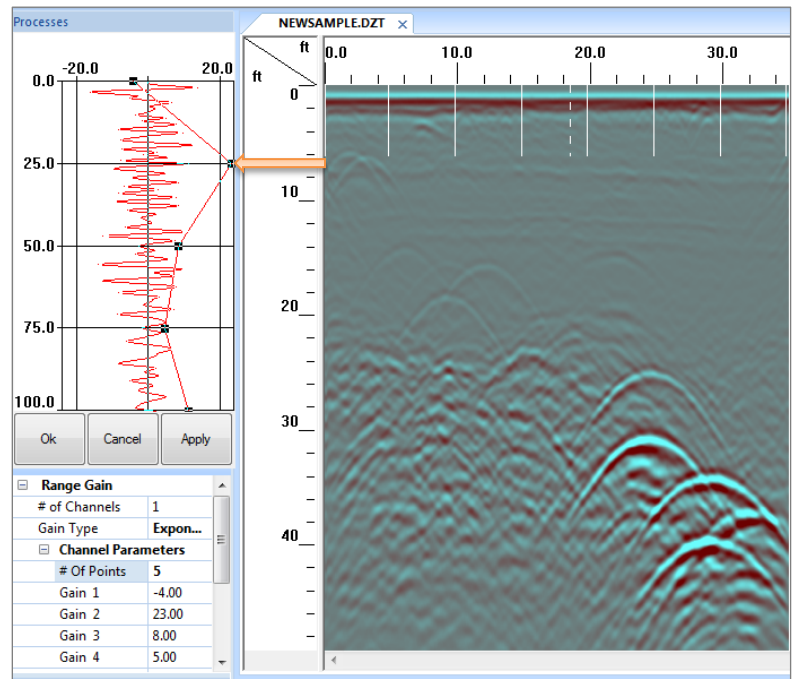 Processes
-20.0 20.0
0.0
25.0
50.0
75.0
100.0
Ok Cancel Apply
Range Gain
# of Channels 1
Gain Type Expon...
Channel Parameters
# Of Points 5
Gain 1 -4.00
Gain 2 23.00
Gain 3 8.00
Gain 4 5.00
NEWSAMPLE.DZT
ft 0.0 10.0 20.0 30.0
ft
0
10
20
30
40